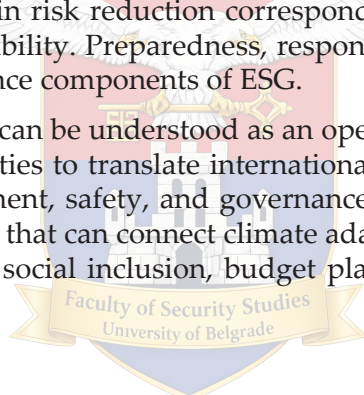 in risk reduction correspond
ibility. Preparedness, respon
nce components of ESG.
can be understood as an ope
ties to translate international
ment, safety, and governance
that can connect climate ada
social inclusion, budget pla
Faculty of Security Studies
University of Belgrade